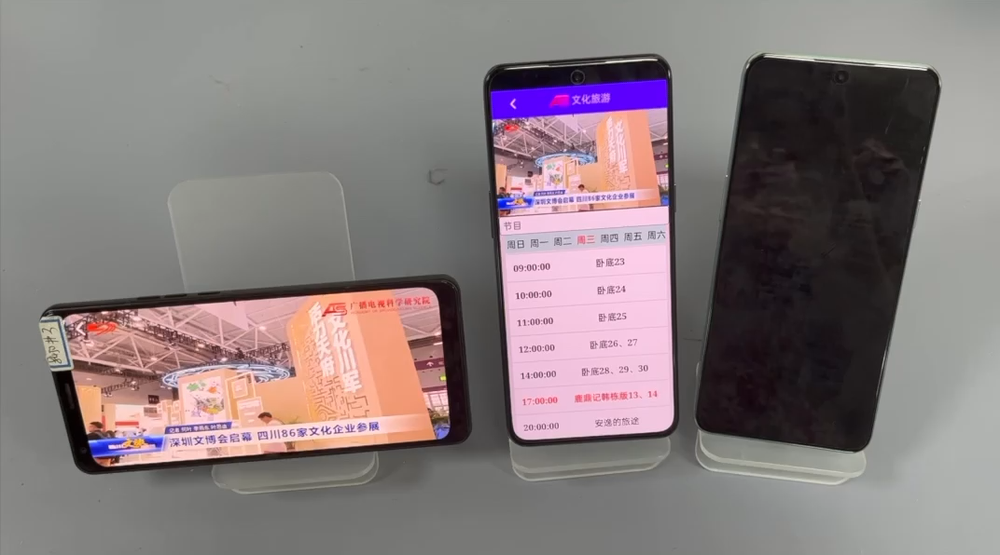 广播电视科学研究院
文化川军
深圳文博会启幕 四川86家文化企业参展
文化旅游
深圳文博会启幕 四川86家文化企业参展
节目
周日 周一 周二 周三 周四 周五 周六
09:00:00 卧底23
10:00:00 卧底24
11:00:00 卧底25
12:00:00 卧底26、27
14:00:00 卧底28、29、30
17:00:00 鹿鼎记韩栋版13、14
20:00:00 安逸的旅途